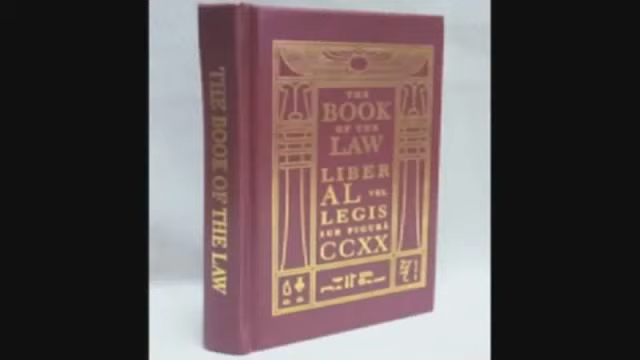 THE BOOK OF THE LAW
THE
BOOK
OF THE
LAW
LIBER
AL VEL
LEGIS
SUB FIGURÂ
CCXX